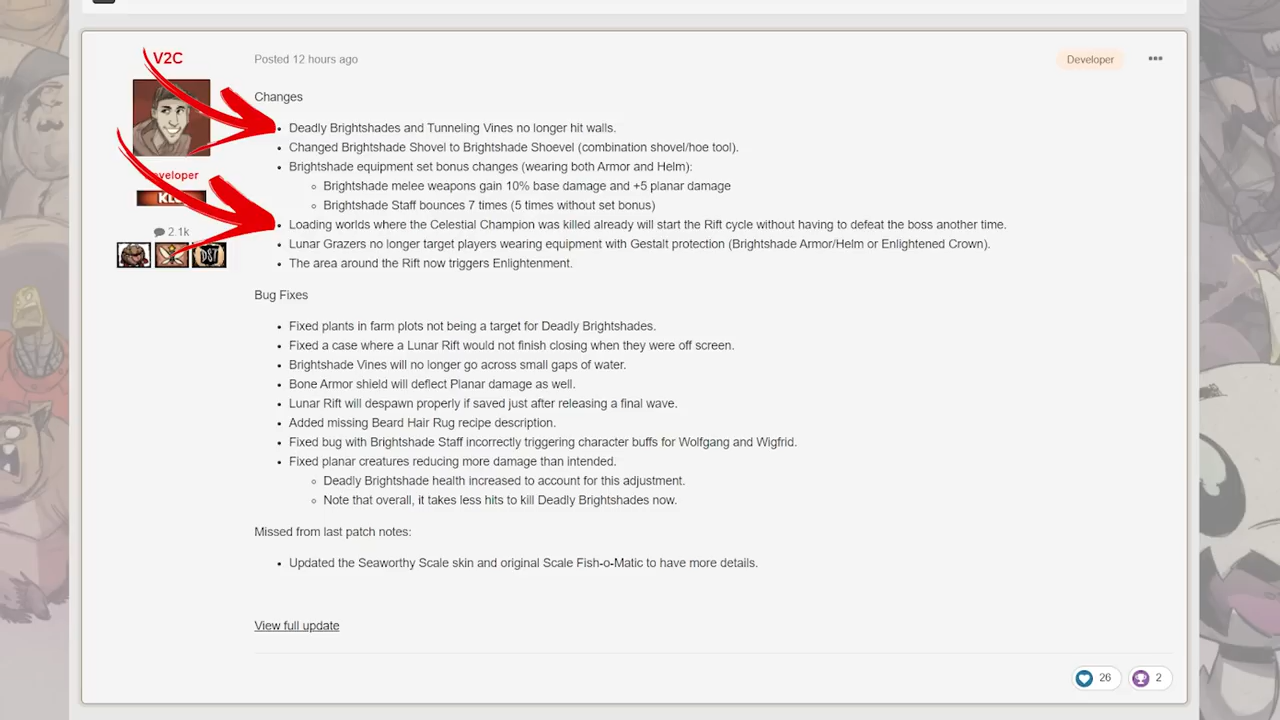 V2C
Posted 12 hours ago
Developer
•••
Changes
• Deadly Brightshades and Tunneling Vines no longer hit walls.
• Changed Brightshade Shovel to Brightshade Shoevel (combination shovel/hoe tool).
• Brightshade equipment set bonus changes (wearing both Armor and Helm):
◦ Brightshade melee weapons gain 10% base damage and +5 planar damage
◦ Brightshade Staff bounces 7 times (5 times without set bonus)
• Loading worlds where the Celestial Champion was killed already will start the Rift cycle without having to defeat the boss another time.
• Lunar Grazers no longer target players wearing equipment with Gestalt protection (Brightshade Armor/Helm or Enlightened Crown).
• The area around the Rift now triggers Enlightenment.
2.1k
Bug Fixes
• Fixed plants in farm plots not being a target for Deadly Brightshades.
• Fixed a case where a Lunar Rift would not finish closing when they were off screen.
• Brightshade Vines will no longer go across small gaps of water.
• Bone Armor shield will deflect Planar damage as well.
• Lunar Rift will despawn properly if saved just after releasing a final wave.
• Added missing Beard Hair Rug recipe description.
• Fixed bug with Brightshade Staff incorrectly triggering character buffs for Wolfgang and Wigfrid.
• Fixed planar creatures reducing more damage than intended.
◦ Deadly Brightshade health increased to account for this adjustment.
◦ Note that overall, it takes less hits to kill Deadly Brightshades now.
Missed from last patch notes:
• Updated the Seaworthy Scale skin and original Scale Fish-o-Matic to have more details.
View full update
26
2